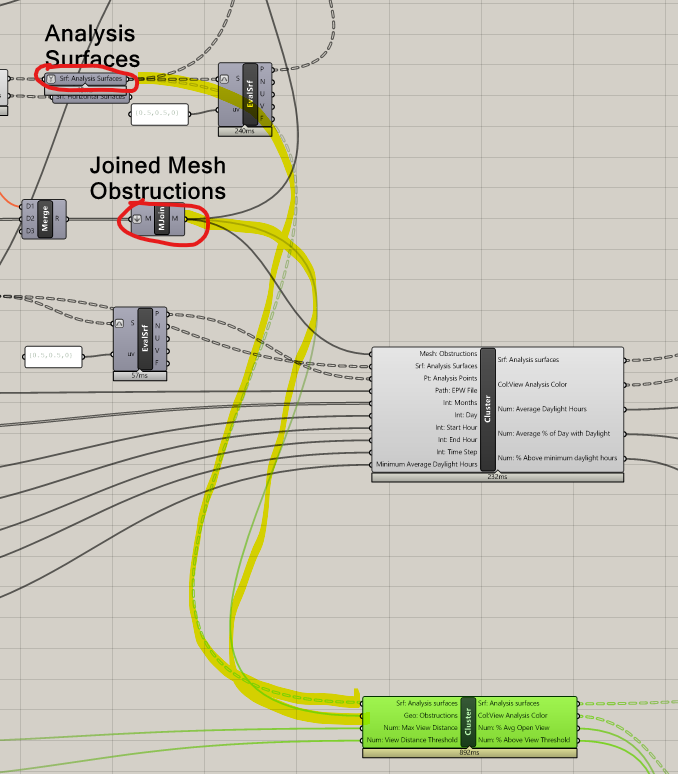 Analysis
Surfaces
Srf: Analysis Surfaces
Srf: Horizontal Surfaces
{0.5,0.5,0}
S
uv
EvalSrf
P
N
U
V
F
240ms
Joined Mesh
Obstructions
D1
D2
D3
Merge
R
M
MJoin
M
S
uv
EvalSrf
P
N
U
V
F
57ms
{0.5,0.5,0}
Mesh: Obstructions
Srf: Analysis Surfaces
Pt: Analysis Points
Path: EPW File
Int: Months
Int: Day
Int: Start Hour
Int: End Hour
Int: Time Step
Minimum Average Daylight Hours
Cluster
Srf: Analysis surfaces
Col:View Analysis Color
Num: Average Daylight Hours
Num: Average % of Day with Daylight
Num: % Above minimum daylight hours
232ms
Srf: Analysis surfaces
Geo: Obstructions
Num: Max View Distance
Num: View Distance Threshold
Cluster
Srf: Analysis surfaces
Col:View Analysis Color
Num: % Avg Open View
Num: % Above View Threshold
892ms